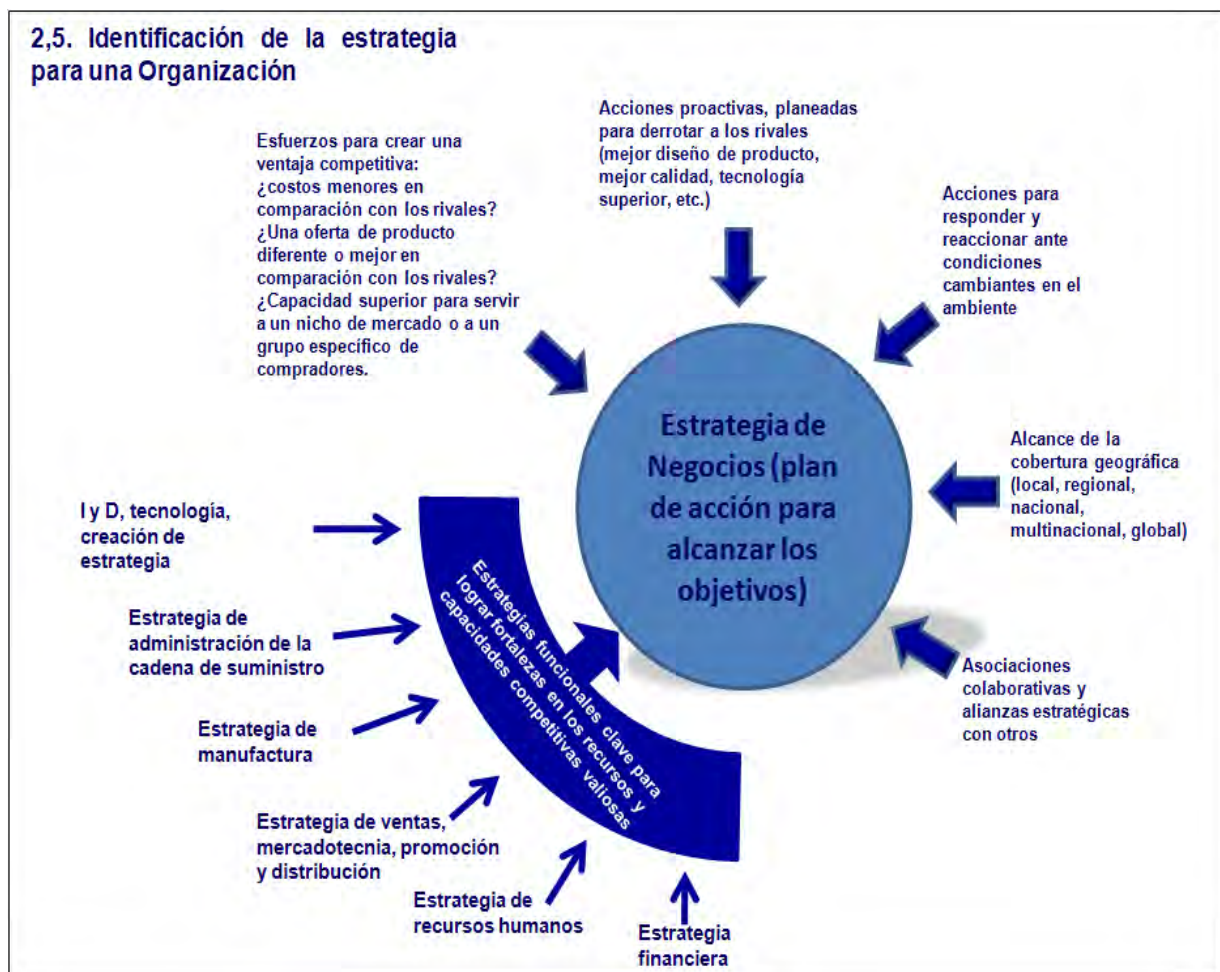 2,5. Identificación de la estrategia
para una Organización
Esfuerzos para crear una
ventaja competitiva:
¿costos menores en
comparación con los rivales?
¿Una oferta de producto
diferente o mejor en
comparación con los rivales?
¿Capacidad superior para servir
a un nicho de mercado o a un
grupo específico de
compradores.
Acciones proactivas, planeadas
para derrotar a los rivales
(mejor diseño de producto,
mejor calidad, tecnología
superior, etc.)
Acciones para
responder y
reaccionar ante
condiciones
cambiantes en el
ambiente
Estrategia de
Negocios (plan
de acción para
alcanzar los
objetivos)
Alcance de la
cobertura geográfica
(local, regional,
nacional,
multinacional, global)
Asociaciones
colaborativas y
alianzas estratégicas
con otros
I y D, tecnología,
creación de
estrategia
Estrategia de
administración de la
cadena de suministro
Estrategia de
manufactura
Estrategia de ventas,
mercadotecnia, promoción
y distribución
Estrategia de
recursos humanos
Estrategia
financiera
Estrategias funcionales clave para
lograr fortalezas en los recursos y
capacidades competitivas valiosas